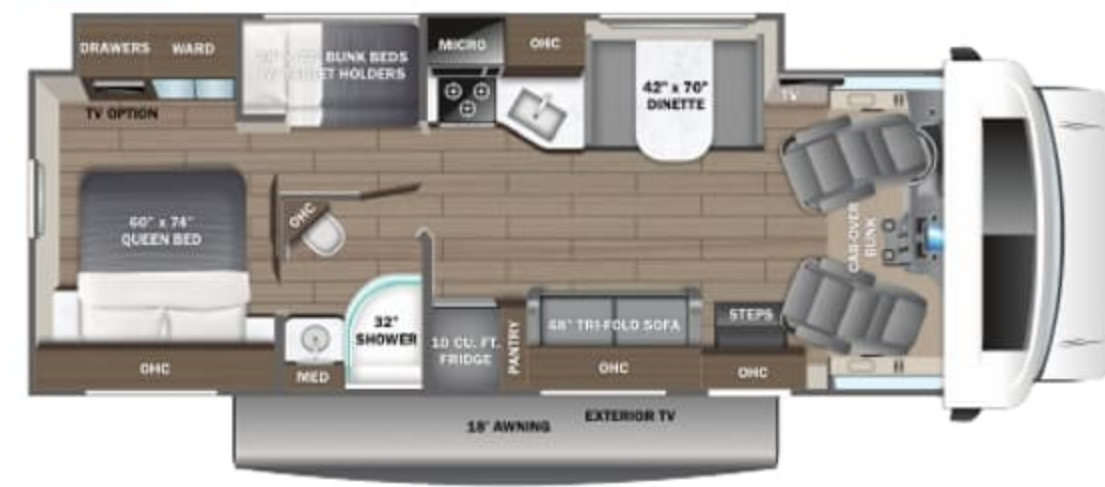 DRAWERS
WARD
TV OPTION
BUNK BEDS
HOLDERS
MICRO
OHC
42" x 70"
DINETTE
TV
60" x 74"
QUEEN BED
OHC
CAB-OVER
BUNK
32"
SHOWER
10 CU. FT.
FRIDGE
PANTRY
68" TRI-FOLD SOFA
STEPS
OHC
MED
OHC
OHC
18' AWNING
EXTERIOR TV